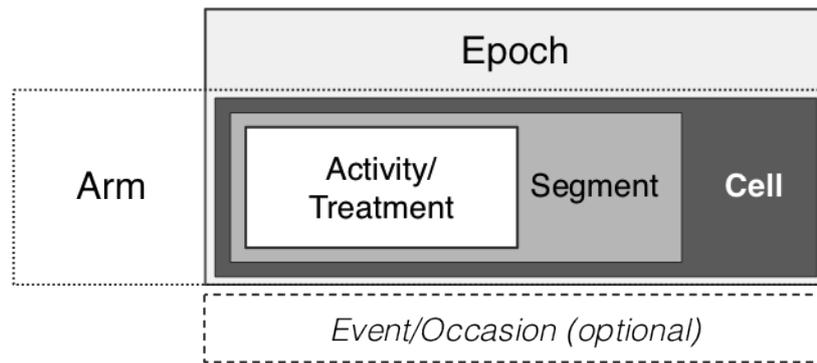 Epoch
Arm
Activity/
Treatment
Segment
Cell
Event/Occasion (optional)